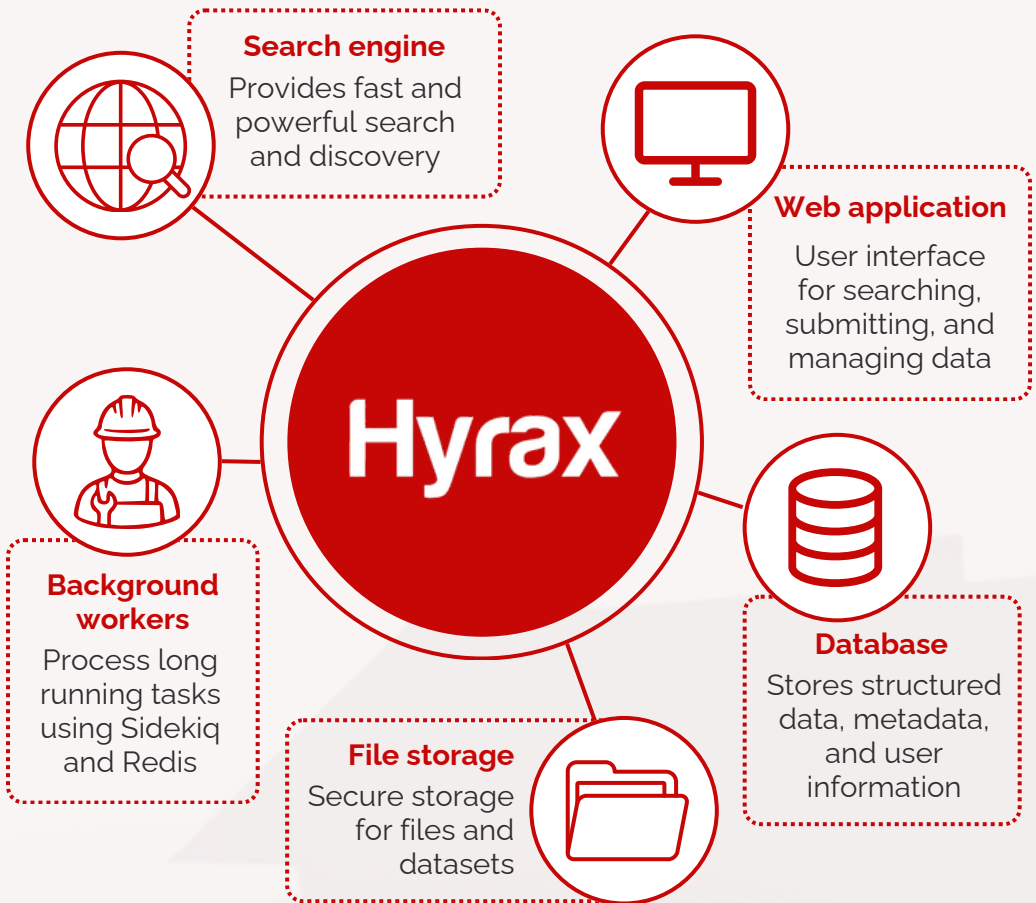 Search engine
Provides fast and
powerful search
and discovery
Web application
User interface
for searching,
submitting, and
managing data
Hyrax
Background
workers
Process long
running tasks
using Sidekiq
and Redis
Database
Stores structured
data, metadata,
and user
information
File storage
Secure storage
for files and
datasets